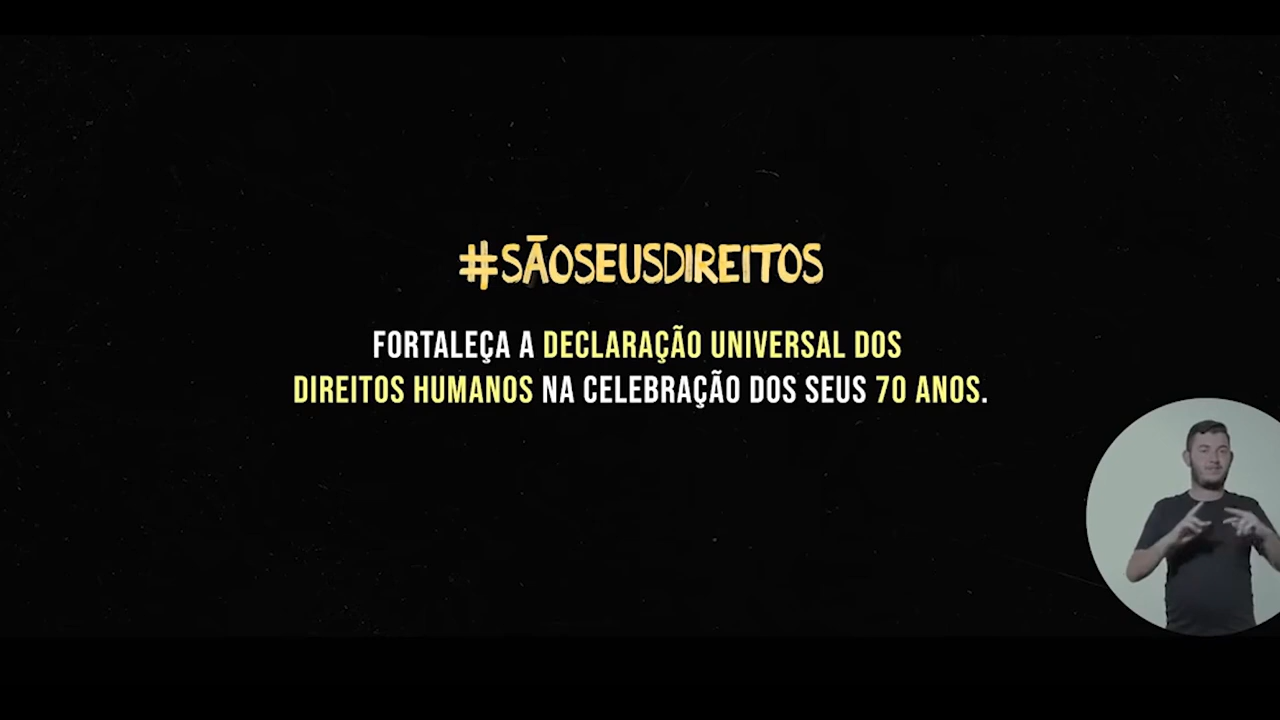 #SÃOSEUSDIREITOS
FORTALEÇA A DECLARAÇÃO UNIVERSAL DOS
DIREITOS HUMANOS NA CELEBRAÇÃO DOS SEUS 70 ANOS.